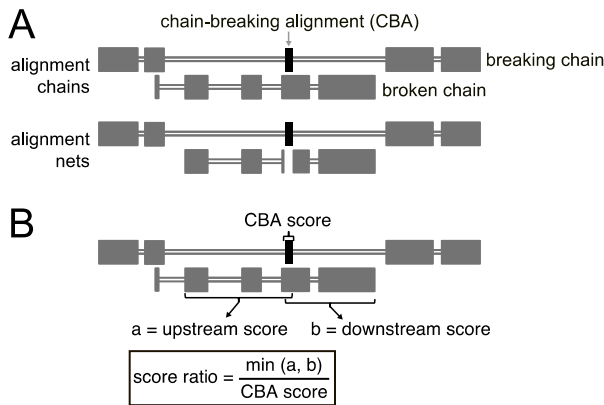 A
chain-breaking alignment (CBA)
alignment
chains
breaking chain
broken chain
alignment
nets
B
CBA score
a = upstream score
b = downstream score
score ratio = min (a, b)
CBA score